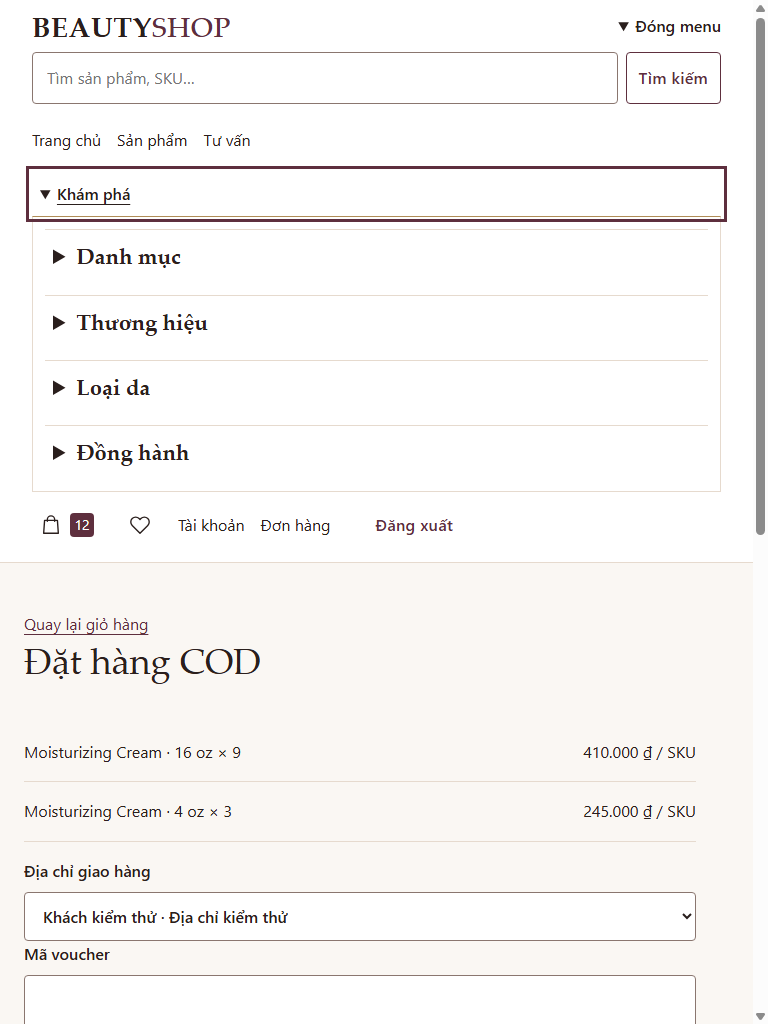 BEAUTYSHOP
▼ Đóng menu
Tìm sản phẩm, SKU...
Tìm kiếm
Trang chủ Sản phẩm Tư vấn
▼ Khám phá
▶ Danh mục
▶ Thương hiệu
▶ Loại da
▶ Đồng hành
12 Tài khoản Đơn hàng Đăng xuất
Quay lại giỏ hàng
Đặt hàng COD
Moisturizing Cream · 16 oz × 9 410.000 ₫ / SKU
Moisturizing Cream · 4 oz × 3 245.000 ₫ / SKU
Địa chỉ giao hàng
Khách kiểm thử · Địa chỉ kiểm thử
Mã voucher